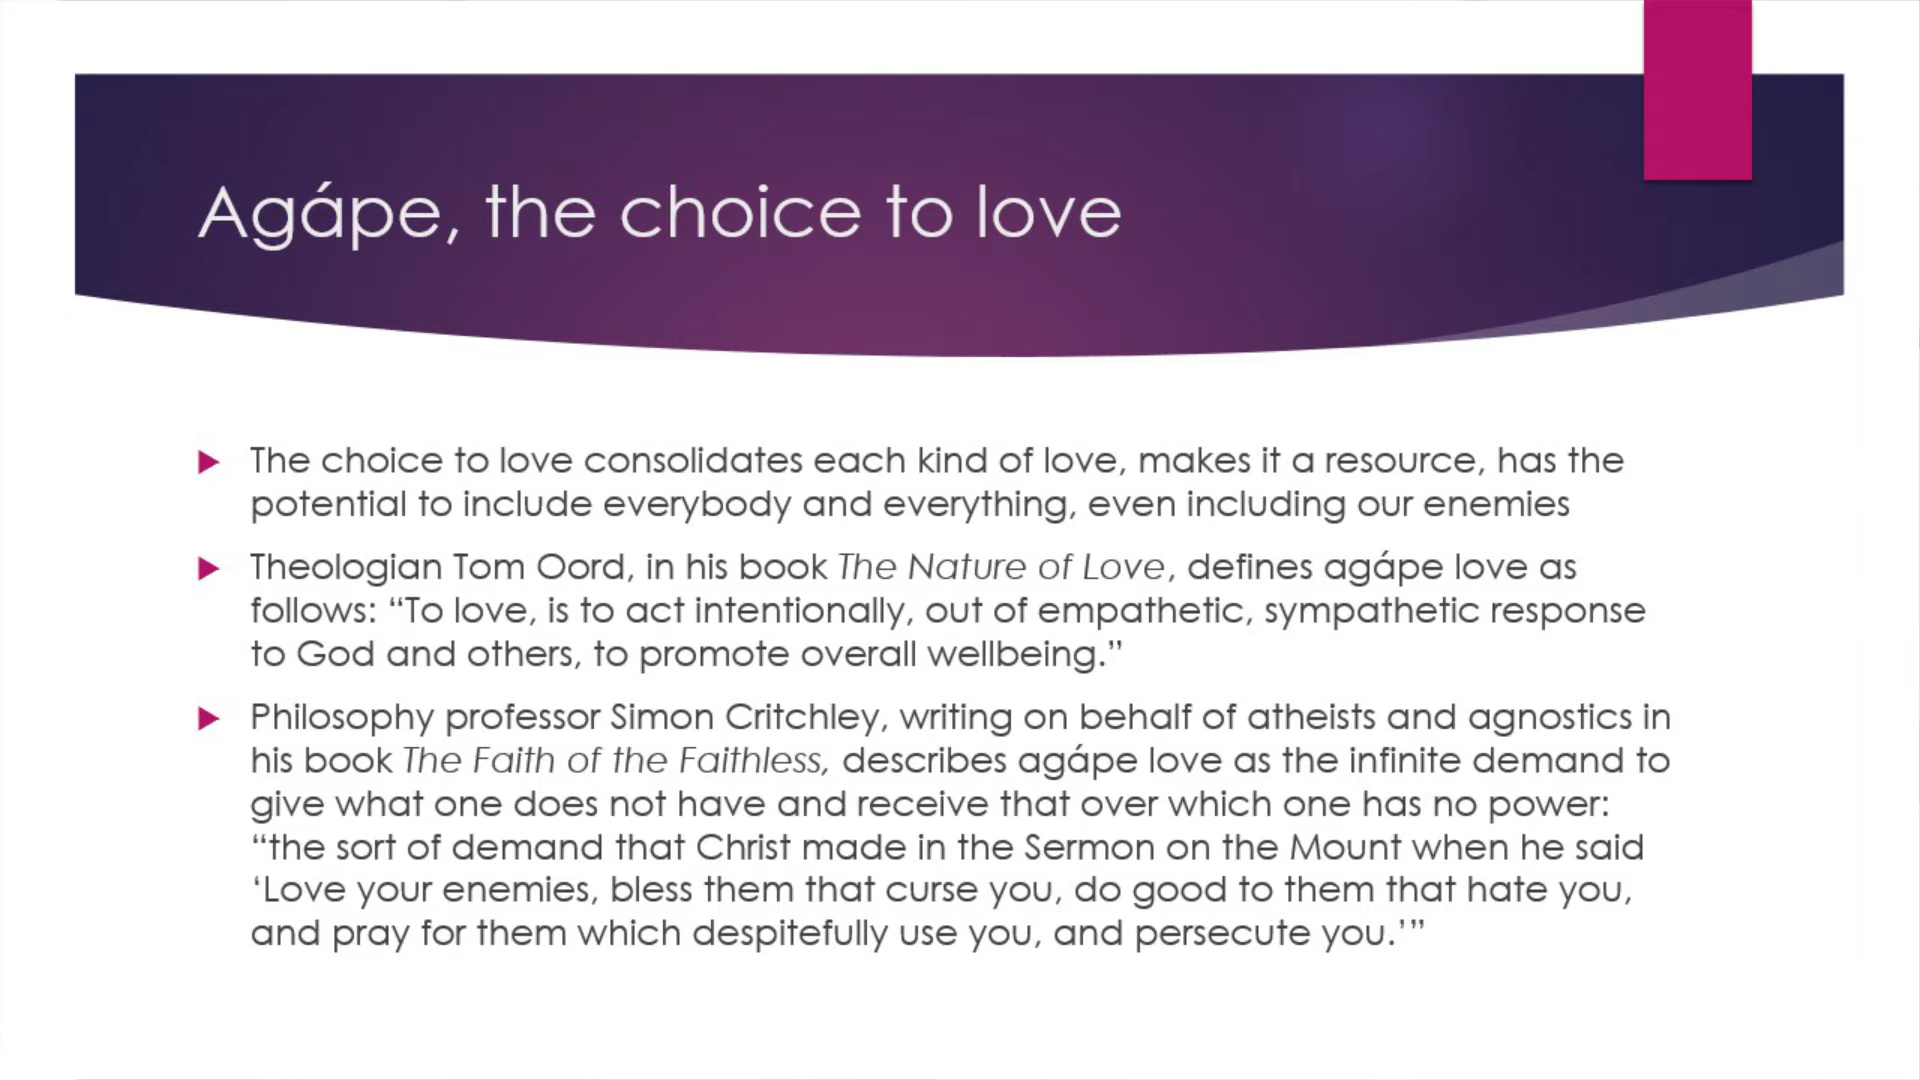 Agápe, the choice to love
The choice to love consolidates each kind of love, makes it a resource, has the
potential to include everybody and everything, even including our enemies
Theologian Tom Oord, in his book The Nature of Love, defines agápe love as
follows: “To love, is to act intentionally, out of empathetic, sympathetic response
to God and others, to promote overall wellbeing.”
Philosophy professor Simon Critchley, writing on behalf of atheists and agnostics in
his book The Faith of the Faithless, describes agápe love as the infinite demand to
give what one does not have and receive that over which one has no power:
“the sort of demand that Christ made in the Sermon on the Mount when he said
‘Love your enemies, bless them that curse you, do good to them that hate you,
and pray for them which despitefully use you, and persecute you.’”